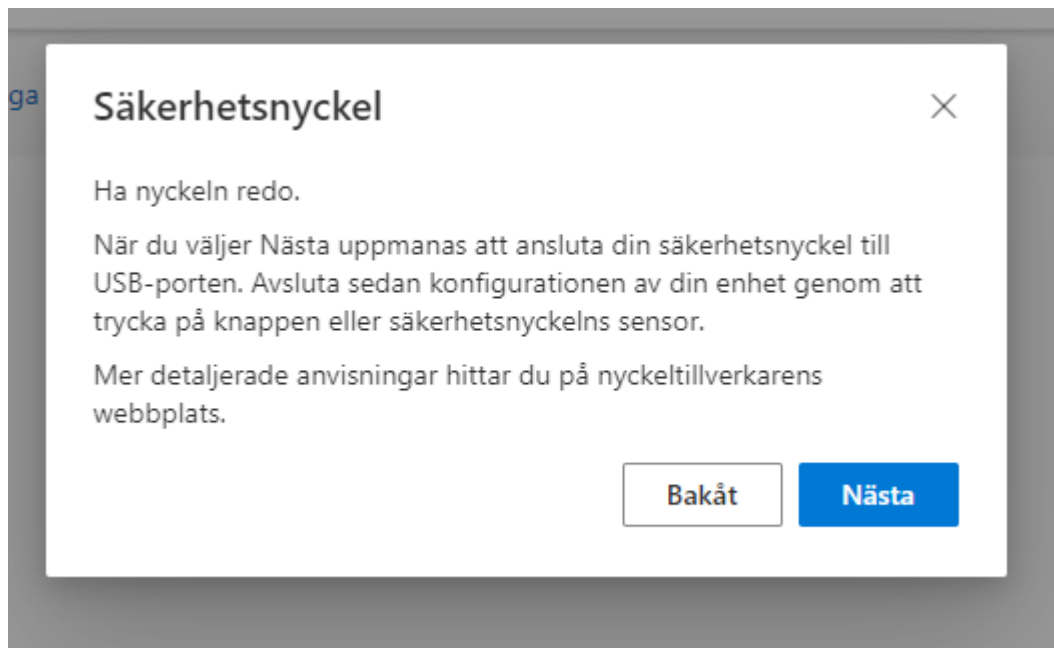 ga
Säkerhetsnyckel
Ha nyckeln redo.
När du väljer Nästa uppmanas att ansluta din säkerhetsnyckel till
USB-porten. Avsluta sedan konfigurationen av din enhet genom att
trycka på knappen eller säkerhetsnyckelns sensor.
Mer detaljerade anvisningar hittar du på nyckeltillverkarens
webbplats.
Bakåt
Nästa